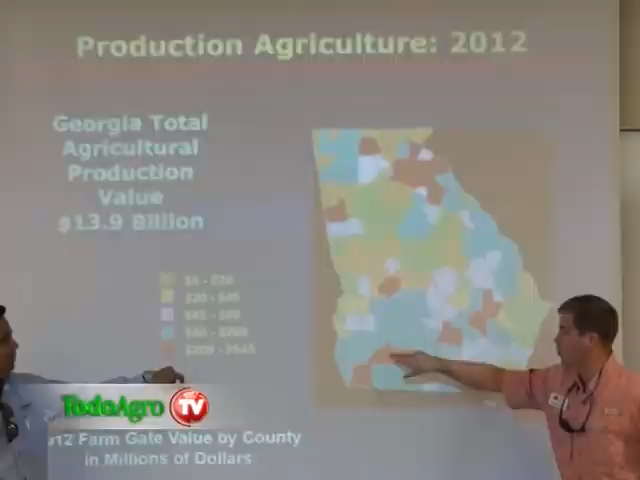 Production Agriculture: 2012
Georgia Total
Agricultural
Production
Value
$13.9 Billion
TodoAgro TV
12 Farm Gate Value by County
in Millions of Dollars